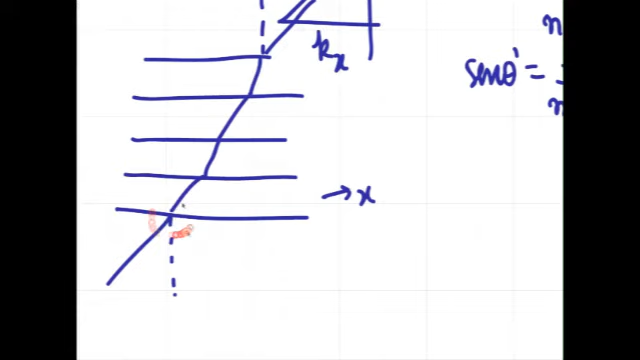 n
kx
sinθ' =
n
→ x